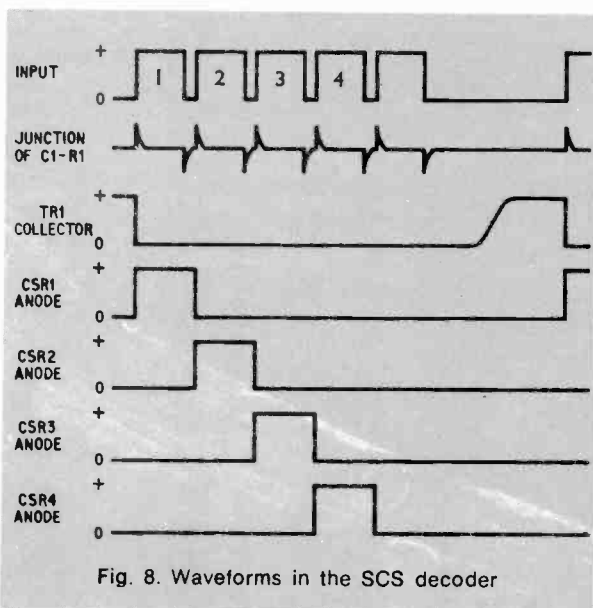 +
INPUT
0
1 2 3 4
JUNCTION
OF C1-R1
+
TR1
COLLECTOR
0
+
CSR1
ANODE
0
+
CSR2
ANODE
0
+
CSR3
ANODE
0
+
CSR4
ANODE
0
Fig. 8. Waveforms in the SCS decoder